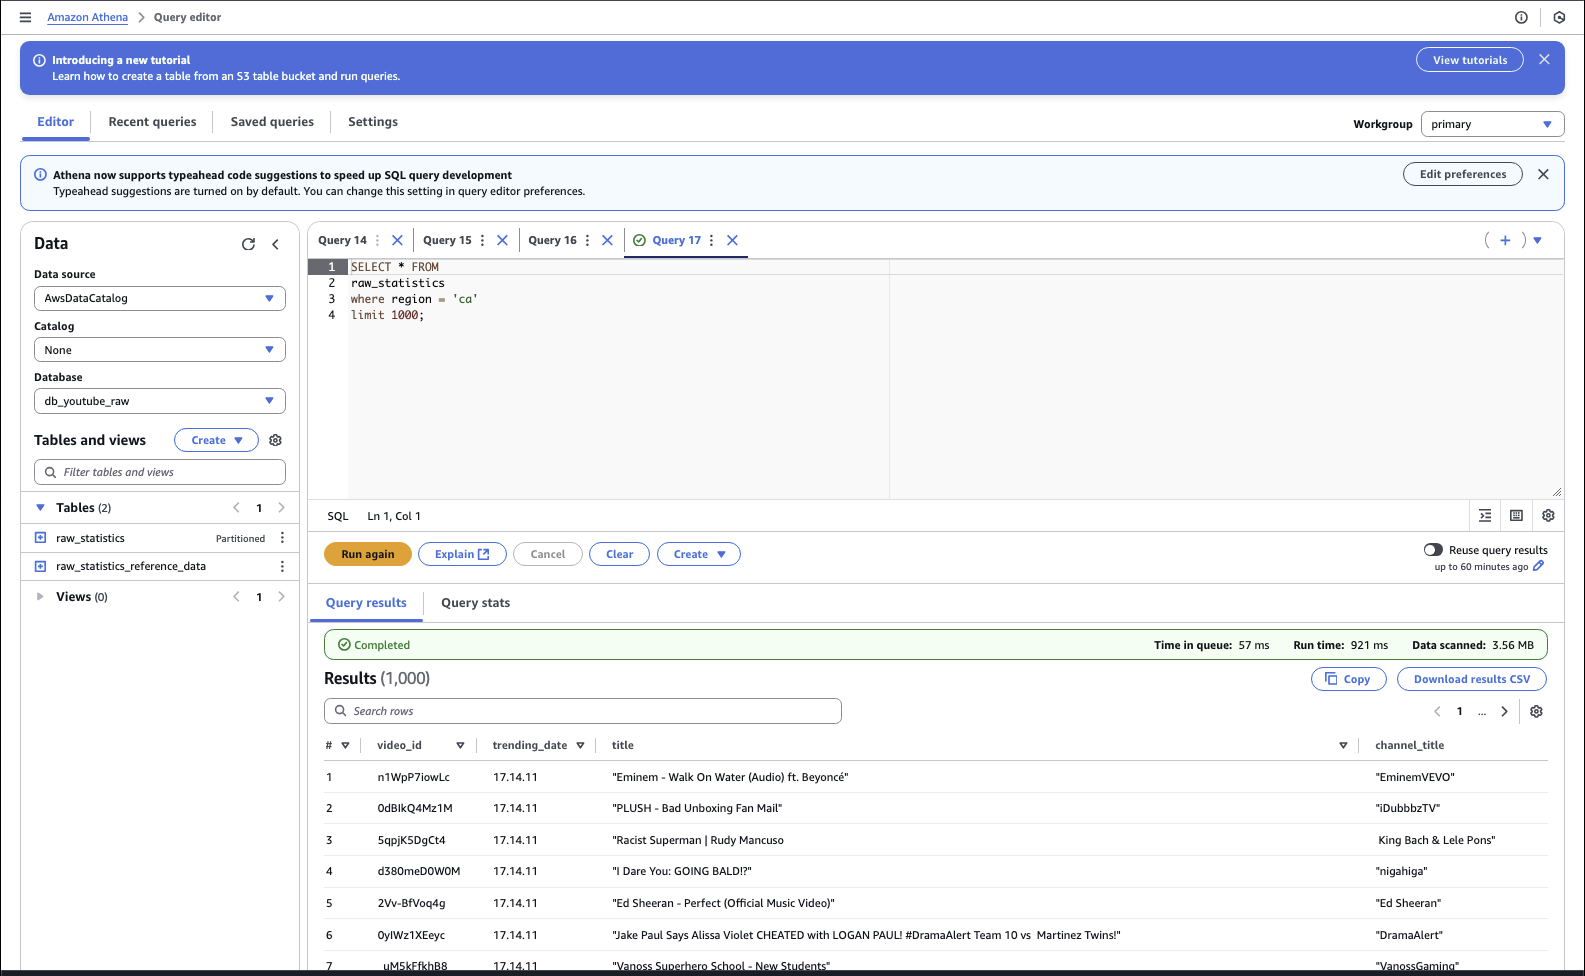 Amazon Athena > Query editor
Introducing a new tutorial
Learn how to create a table from an S3 table bucket and run queries.
View tutorials
Editor
Recent queries
Saved queries
Settings
Workgroup
primary
Athena now supports typeahead code suggestions to speed up SQL query development
Typeahead suggestions are turned on by default. You can change this setting in query editor preferences.
Edit preferences
Data
Data source
AwsDataCatalog
Catalog
None
Database
db_youtube_raw
Tables and views
Create
Filter tables and views
Tables (2)
1
raw_statistics
Partitioned
raw_statistics_reference_data
Views (0)
1
Query 14
Query 15
Query 16
Query 17
1 SELECT * FROM
2 raw_statistics
3 where region = 'ca'
4 limit 1000;
SQL
Ln 1, Col 1
Run again
Explain
Cancel
Clear
Create
Reuse query results
up to 60 minutes ago
Query results
Query stats
Completed
Time in queue: 57 ms
Run time: 921 ms
Data scanned: 3.56 MB
Results (1,000)
Copy
Download results CSV
Search rows
1 ...
# video_id trending_date title channel_title
1 n1WpP7iowLc 17.14.11 "Eminem - Walk On Water (Audio) ft. Beyoncé" "EminemVEVO"
2 0dBIkQ4Mz1M 17.14.11 "PLUSH - Bad Unboxing Fan Mail" "iDubbbzTV"
3 5qpjK5DgCt4 17.14.11 "Racist Superman | Rudy Mancuso King Bach & Lele Pons"
4 d380meD0W0M 17.14.11 "I Dare You: GOING BALD!?" "nigahiga"
5 2Vv-BfVoq4g 17.14.11 "Ed Sheeran - Perfect (Official Music Video)" "Ed Sheeran"
6 0yIWz1XEeyc 17.14.11 "Jake Paul Says Alissa Violet CHEATED with LOGAN PAUL! #DramaAlert Team 10 vs Martinez Twins!" "DramaAlert"
7 _uM5kFfkhB8 17.14.11 "Vanoss Superhero School - New Students" "VanossGaming"